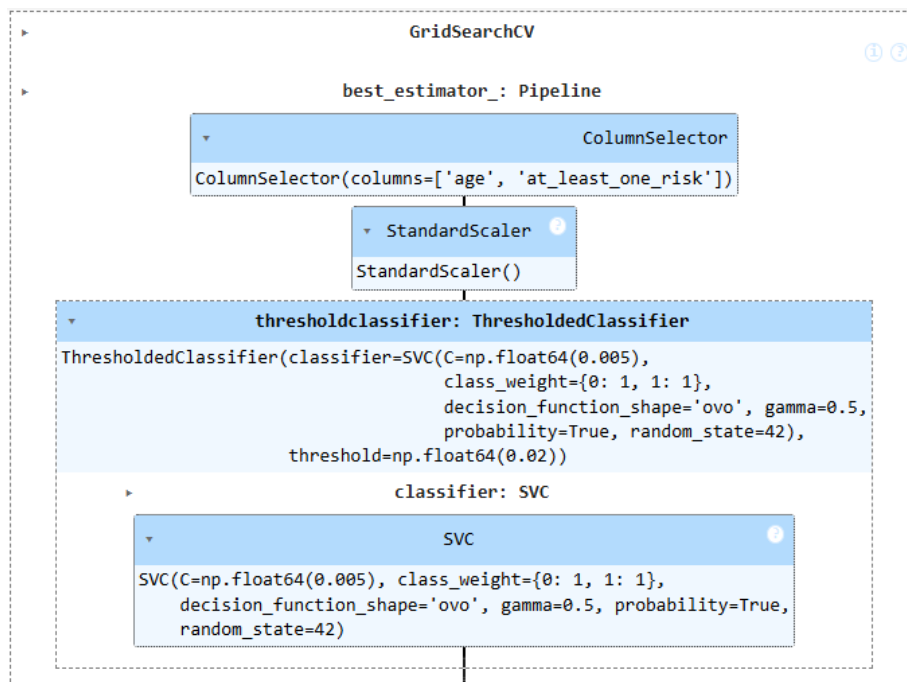 GridSearchCV
i ?
best_estimator_: Pipeline
ColumnSelector
ColumnSelector(columns=['age', 'at_least_one_risk'])
StandardScaler ?
StandardScaler()
thresholdclassifier: ThresholdedClassifier
ThresholdedClassifier(classifier=SVC(C=np.float64(0.005),
class_weight={0: 1, 1: 1},
decision_function_shape='ovo', gamma=0.5,
probability=True, random_state=42),
threshold=np.float64(0.02))
classifier: SVC
SVC ?
SVC(C=np.float64(0.005), class_weight={0: 1, 1: 1},
decision_function_shape='ovo', gamma=0.5, probability=True,
random_state=42)